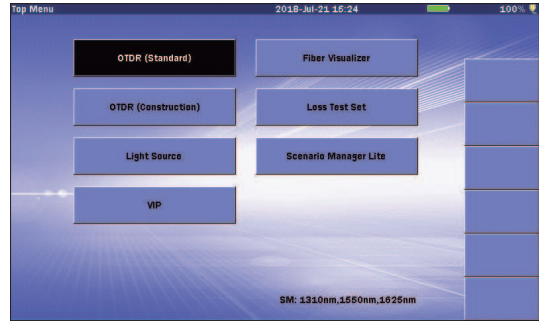 Top Menu 2018-Jul-21 15:24 100%
OTDR (Standard) Fiber Visualizer
OTDR (Construction) Loss Test Set
Light Source Scenario Manager Lite
VIP
SM: 1310nm,1550nm,1625nm